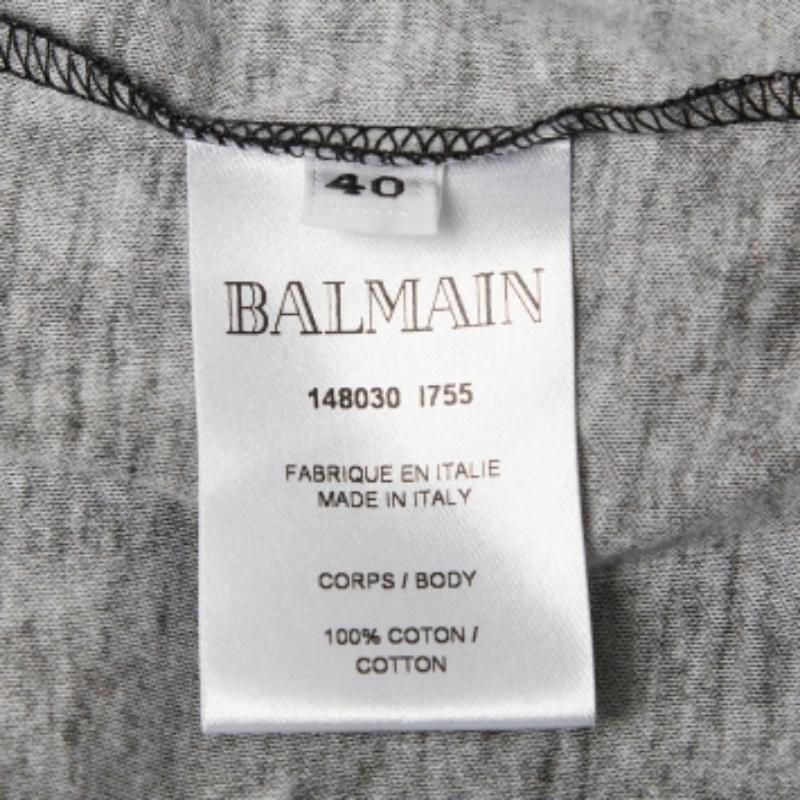 40
BALMAIN
148030 I755
FABRIQUE EN ITALIE
MADE IN ITALY
CORPS / BODY
100% COTON /
COTTON